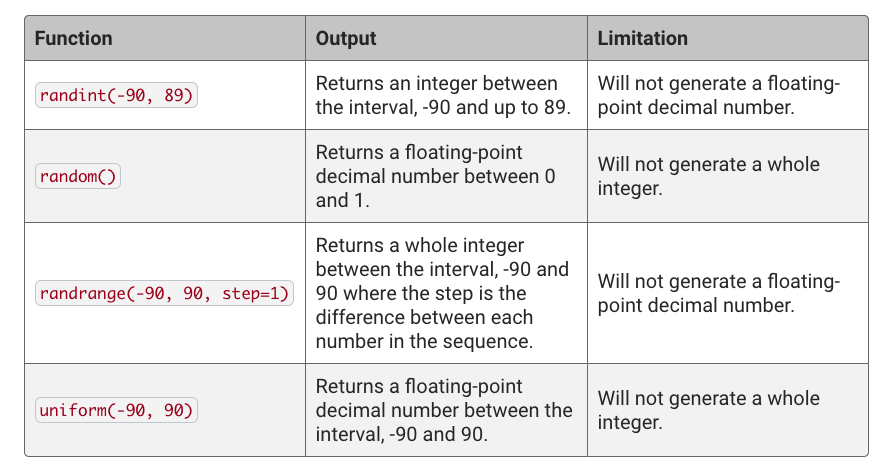 Function Output Limitation
randint(-90, 89)
Returns an integer between
the interval, -90 and up to 89.
Will not generate a floating-
point decimal number.
random()
Returns a floating-point
decimal number between 0
and 1.
Will not generate a whole
integer.
randrange(-90, 90, step=1)
Returns a whole integer
between the interval, -90 and
90 where the step is the
difference between each
number in the sequence.
Will not generate a floating-
point decimal number.
uniform(-90, 90)
Returns a floating-point
decimal number between the
interval, -90 and 90.
Will not generate a whole
integer.